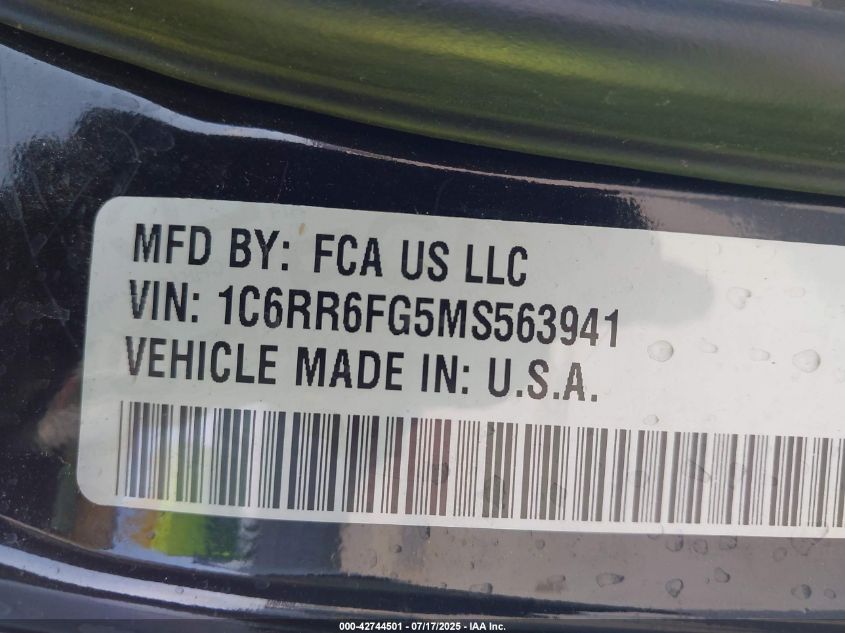 MFD BY: FCA US LLC
VIN: 1C6RR6FG5MS563941
VEHICLE MADE IN: U.S.A.
000-42744501 - 07/17/2025 - IAA Inc.